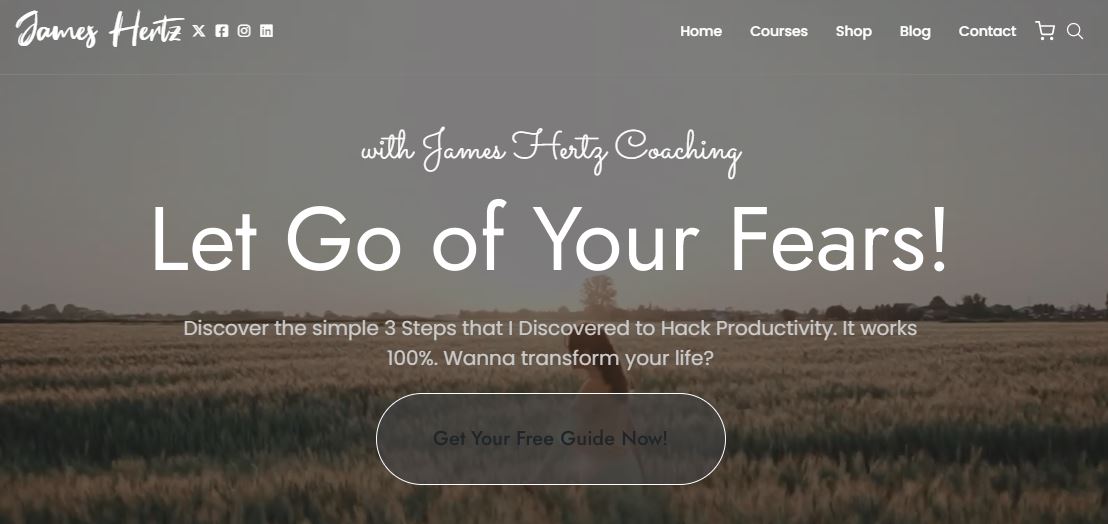 James Hertz
Home Courses Shop Blog Contact
with James Hertz Coaching
Let Go of Your Fears!
Discover the simple 3 Steps that I Discovered to Hack Productivity. It works
100%. Wanna transform your life?
Get Your Free Guide Now!